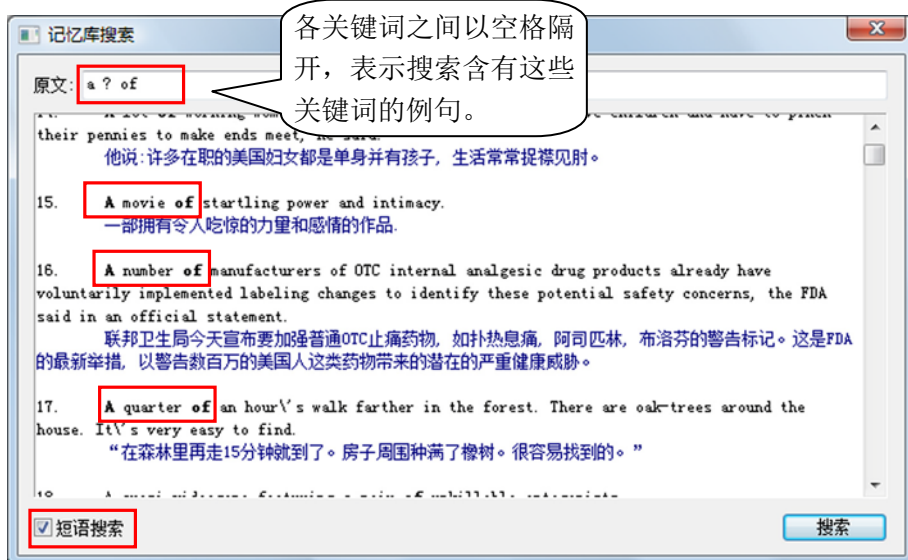 记忆库搜索
各关键词之间以空格隔
开，表示搜索含有这些
关键词的例句。
原文: a ? of
their pennies to make ends meet, he said.
他说:许多在职的美国妇女都是单身并有孩子, 生活常常捉襟见肘。
15. A movie of startling power and intimacy.
一部拥有令人吃惊的力量和感情的作品.
16. A number of manufacturers of OTC internal analgesic drug products already have
voluntarily implemented labeling changes to identify these potential safety concerns, the FDA
said in an official statement.
联邦卫生局今天宣布要加强普通OTC止痛药物, 如扑热息痛, 阿司匹林, 布洛芬的警告标记。这是FDA
的最新举措, 以警告数百万的美国人这类药物带来的潜在的严重健康威胁。
17. A quarter of an hour\'s walk farther in the forest. There are oak-trees around the
house. It\'s very easy to find.
“在森林里再走15分钟就到了。房子周围种满了橡树。很容易找到的。”
短语搜索
搜索